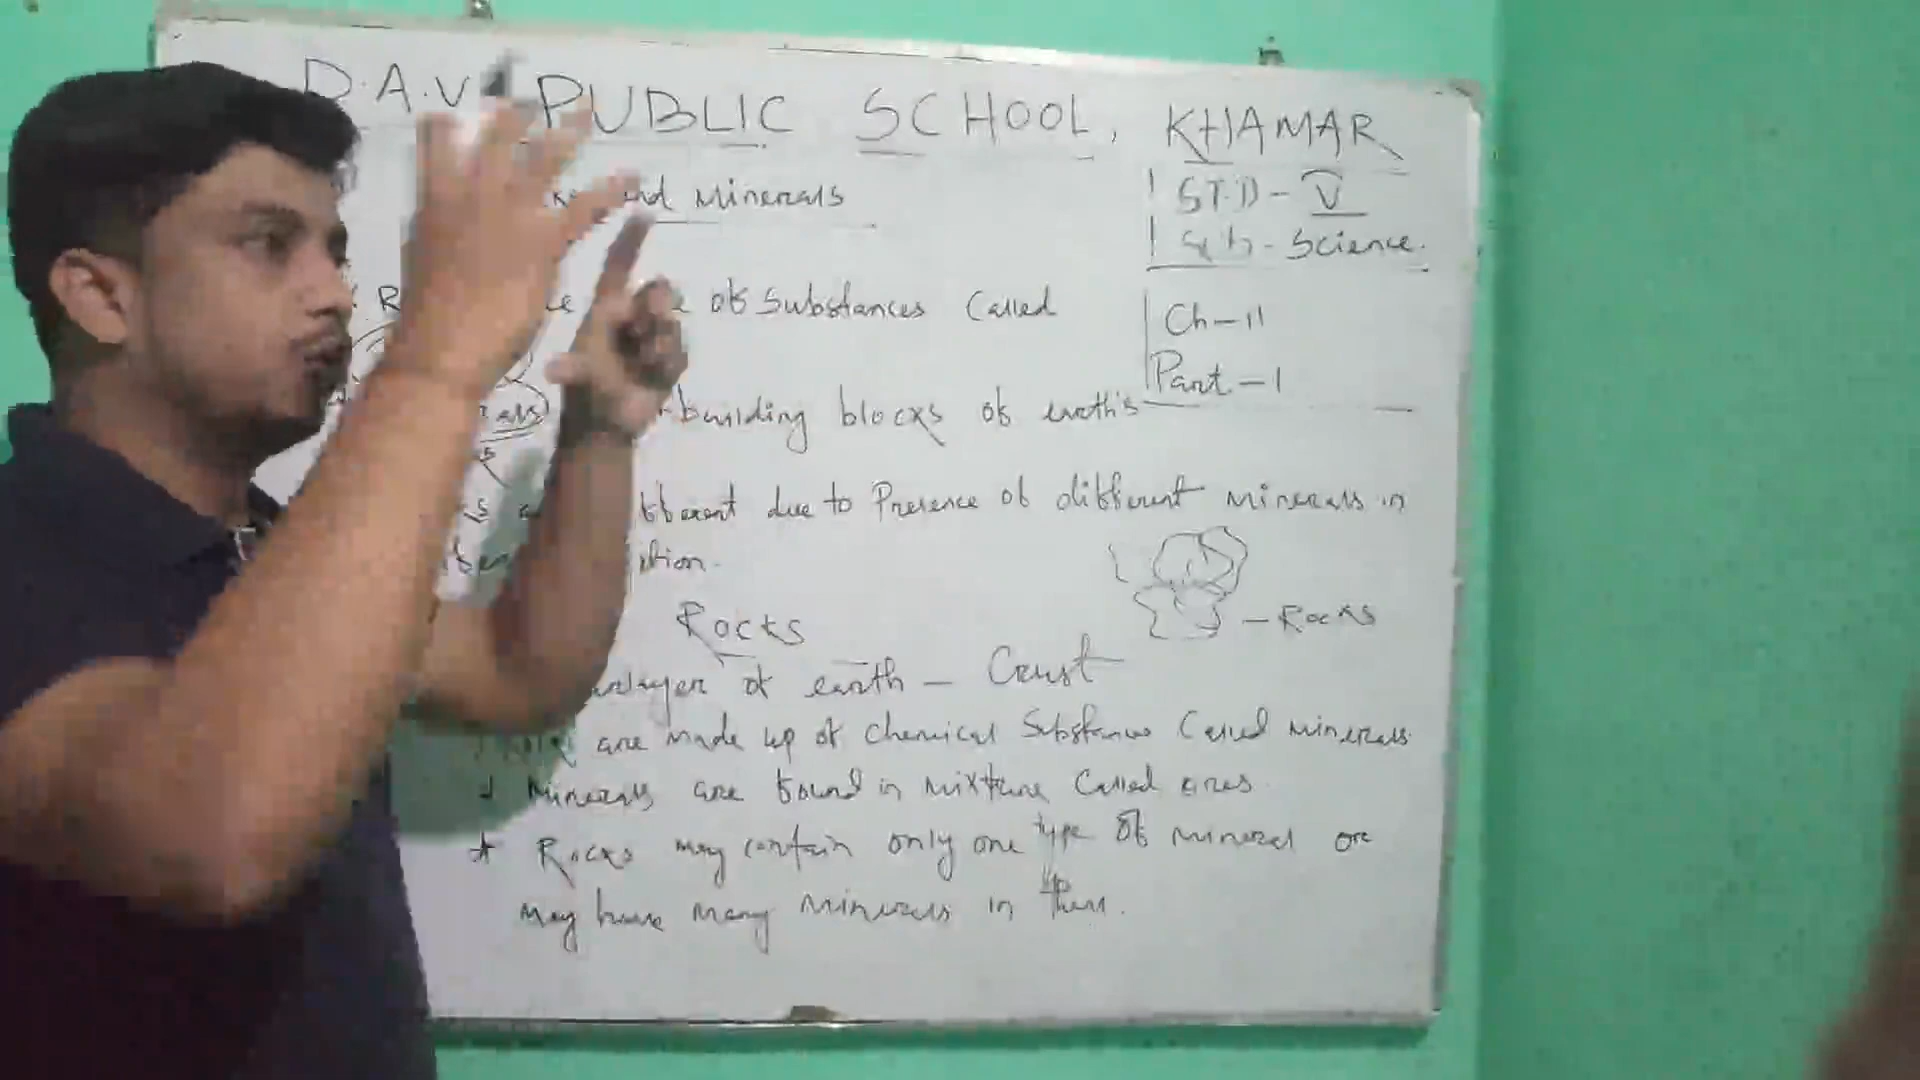 D.A.V PUBLIC SCHOOL, KHAMAR
and Minerals
STD - V
Sub - Science.
Ch - 11
Part - 1
of Substances Called
building blocks of earth's
due to Presence of different minerals in
Rocks
- Rocks
of earth - Crust
are made up of chemical Substances Called minerals
Minerals are found in mixture Called ores.
* Rocks may contain only one type of mineral or
may have many minerals in them.